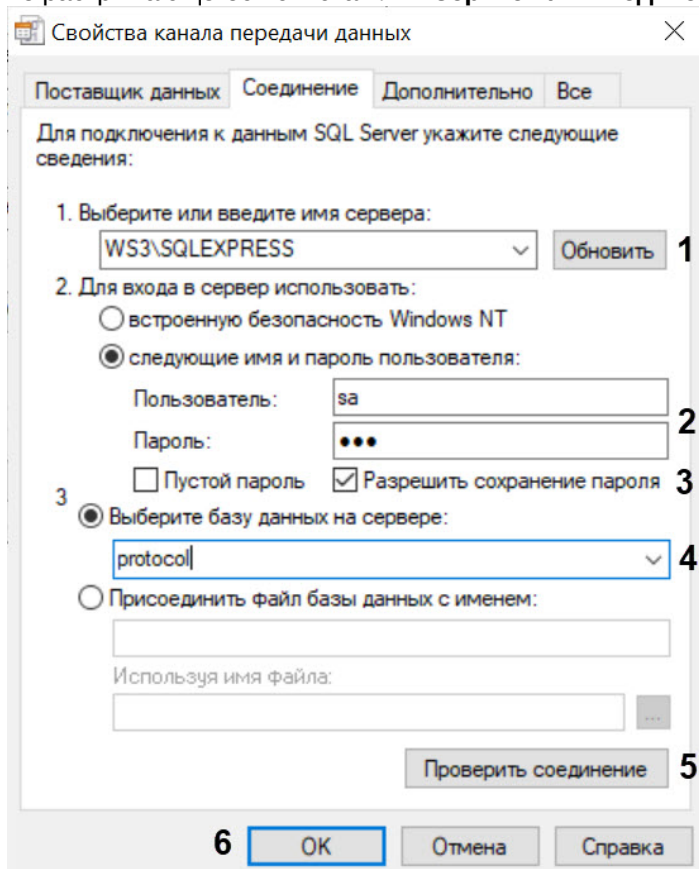 Свойства канала передачи данных
Поставщик данных Соединение Дополнительно Все
Для подключения к данным SQL Server укажите следующие
сведения:
1. Выберите или введите имя сервера:
WS3\SQLEXPRESS Обновить 1
2. Для входа в сервер использовать:
встроенную безопасность Windows NT
следующие имя и пароль пользователя:
Пользователь: sa
2
Пароль: •••
Пустой пароль Разрешить сохранение пароля 3
3
Выберите базу данных на сервере:
protocol 4
Присоединить файл базы данных с именем:
Используя имя файла:
...
Проверить соединение 5
6 OK Отмена Справка